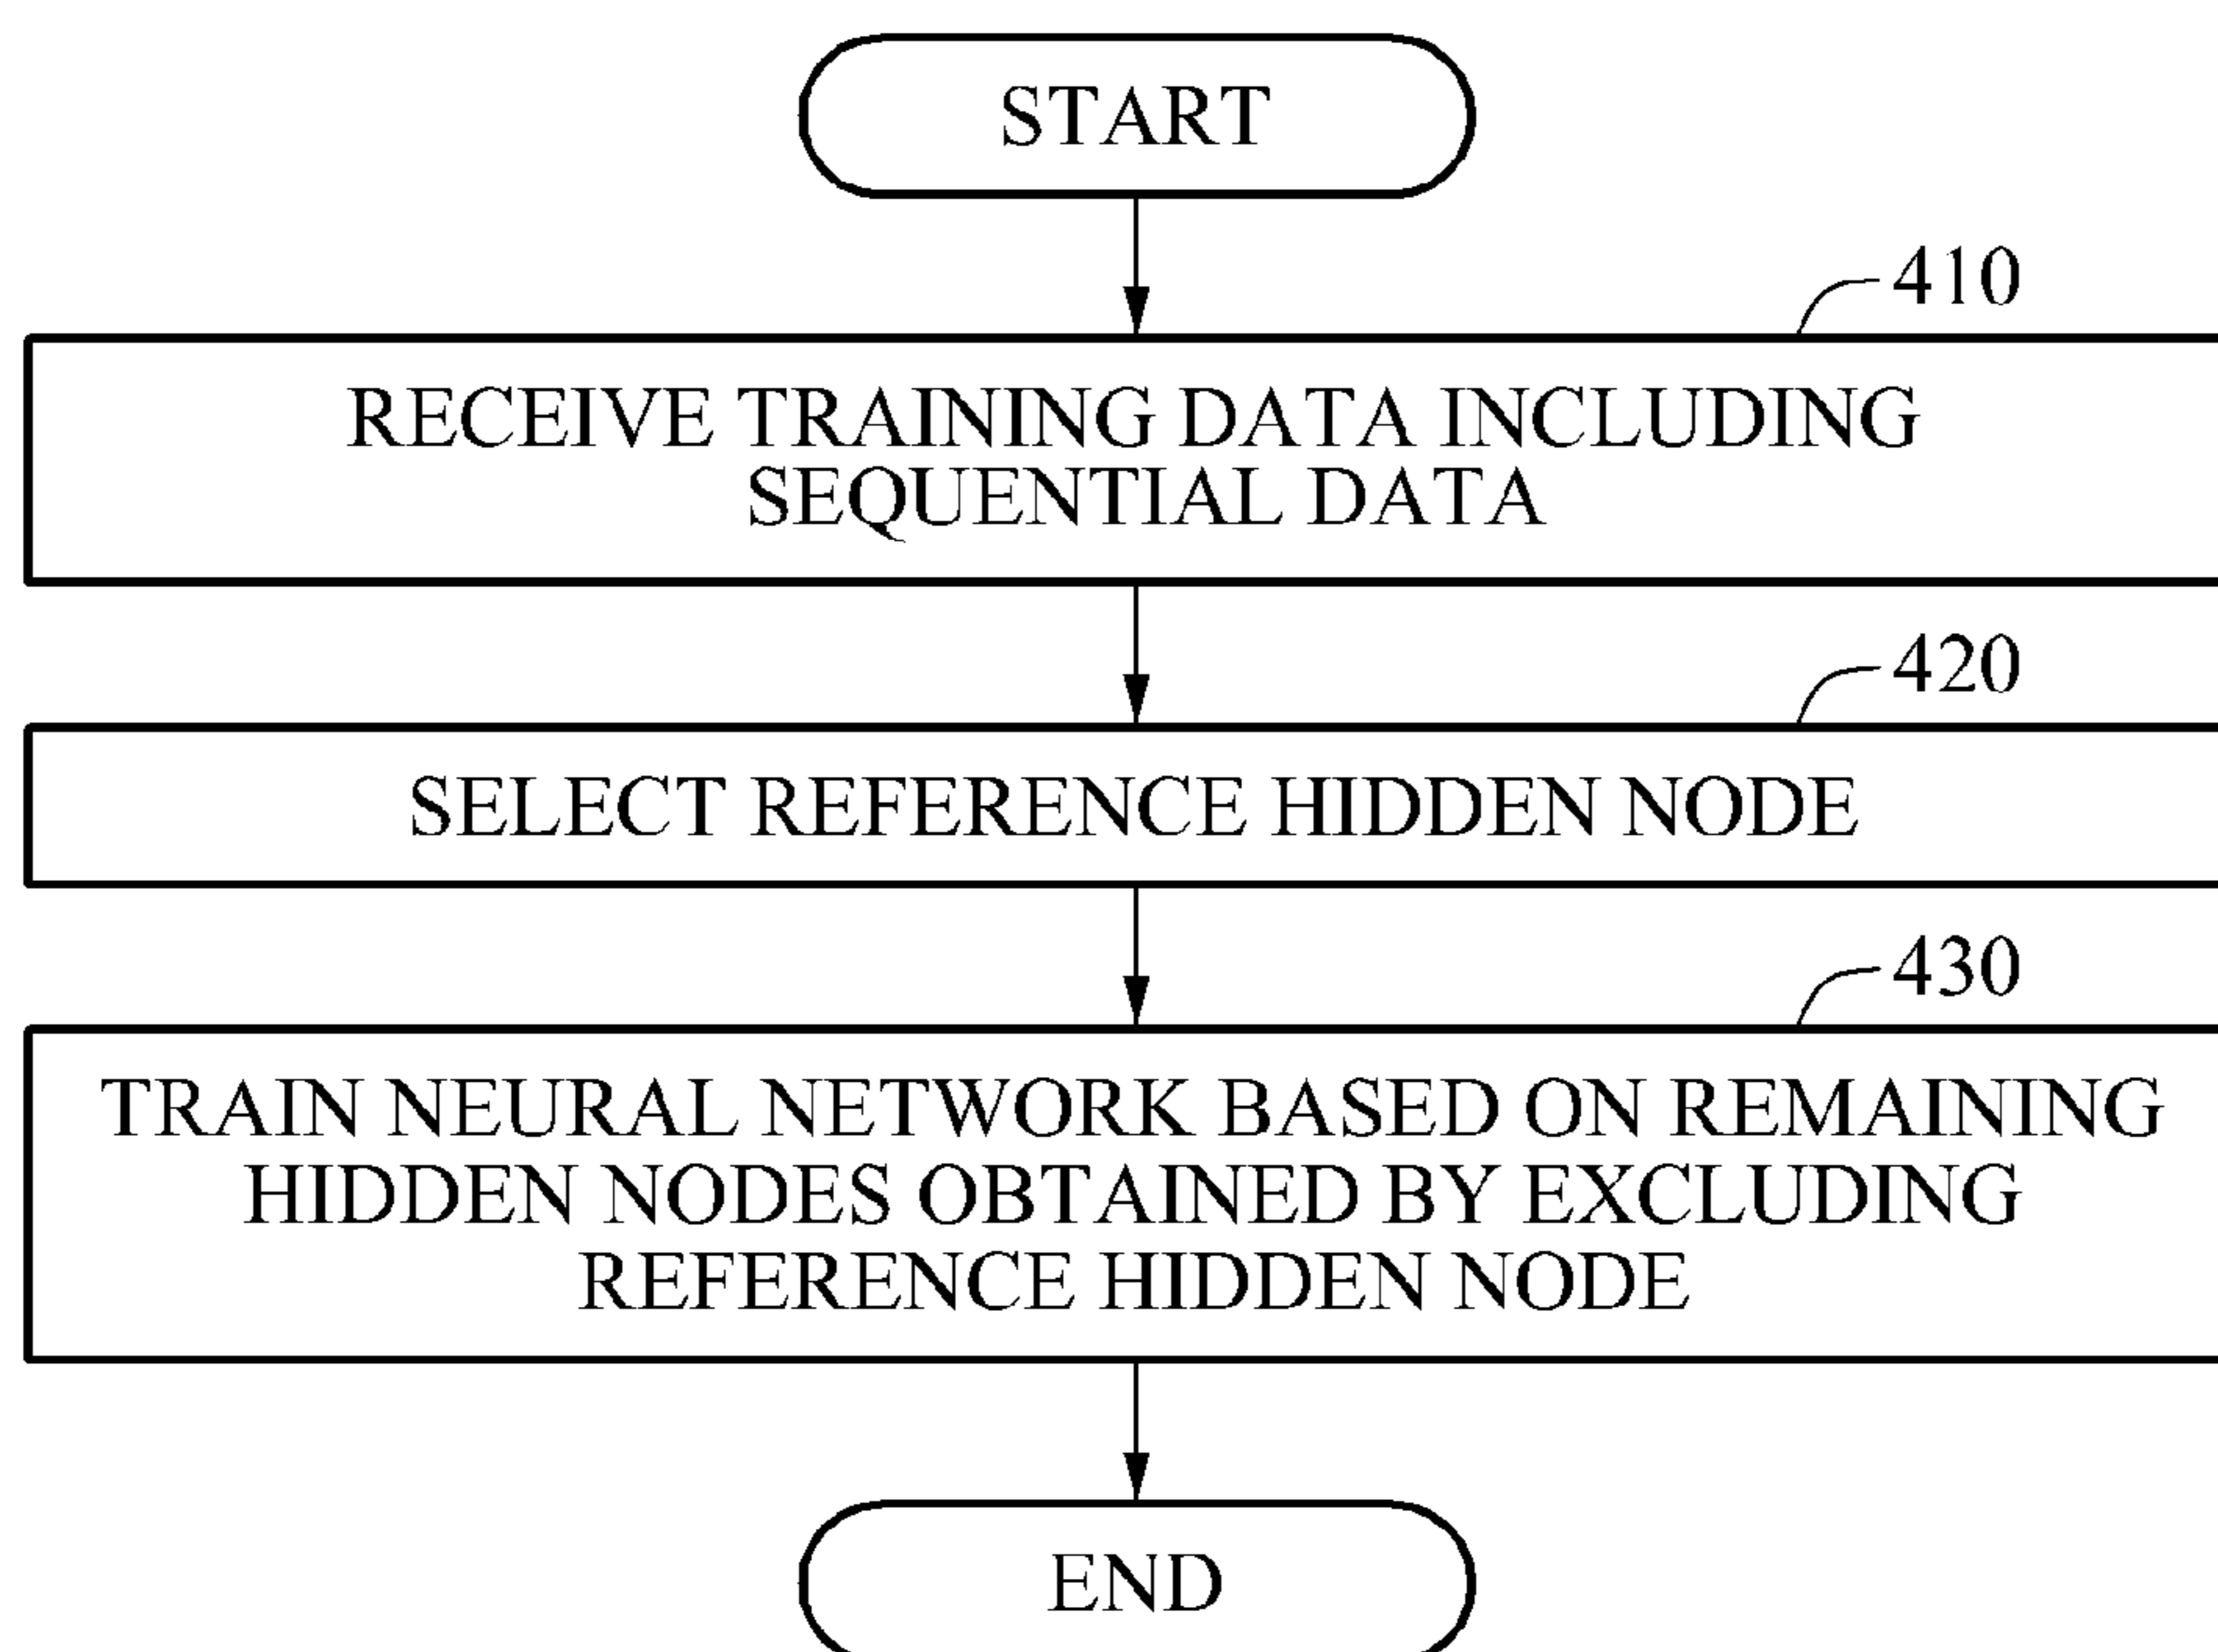 START
410
RECEIVE TRAINING DATA INCLUDING
SEQUENTIAL DATA
420
SELECT REFERENCE HIDDEN NODE
430
TRAIN NEURAL NETWORK BASED ON REMAINING
HIDDEN NODES OBTAINED BY EXCLUDING
REFERENCE HIDDEN NODE
END